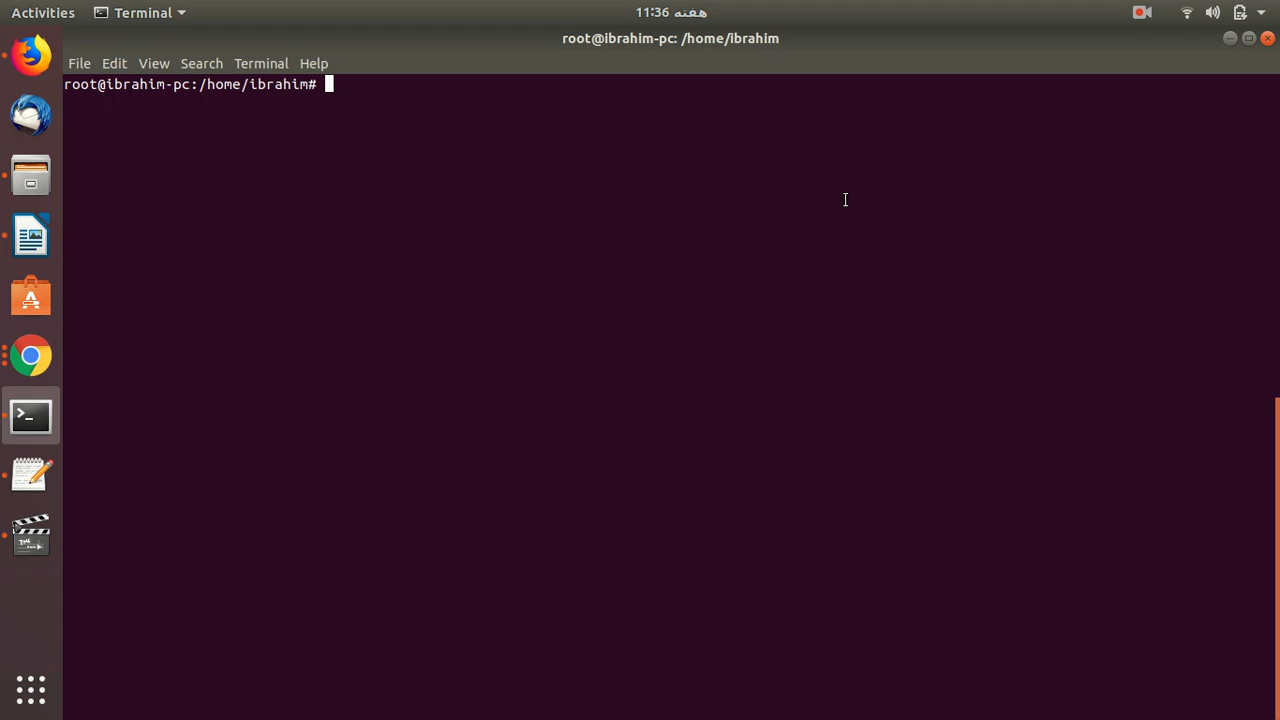 Activities Terminal 11:36 هفته
root@ibrahim-pc: /home/ibrahim
File Edit View Search Terminal Help
root@ibrahim-pc:/home/ibrahim#